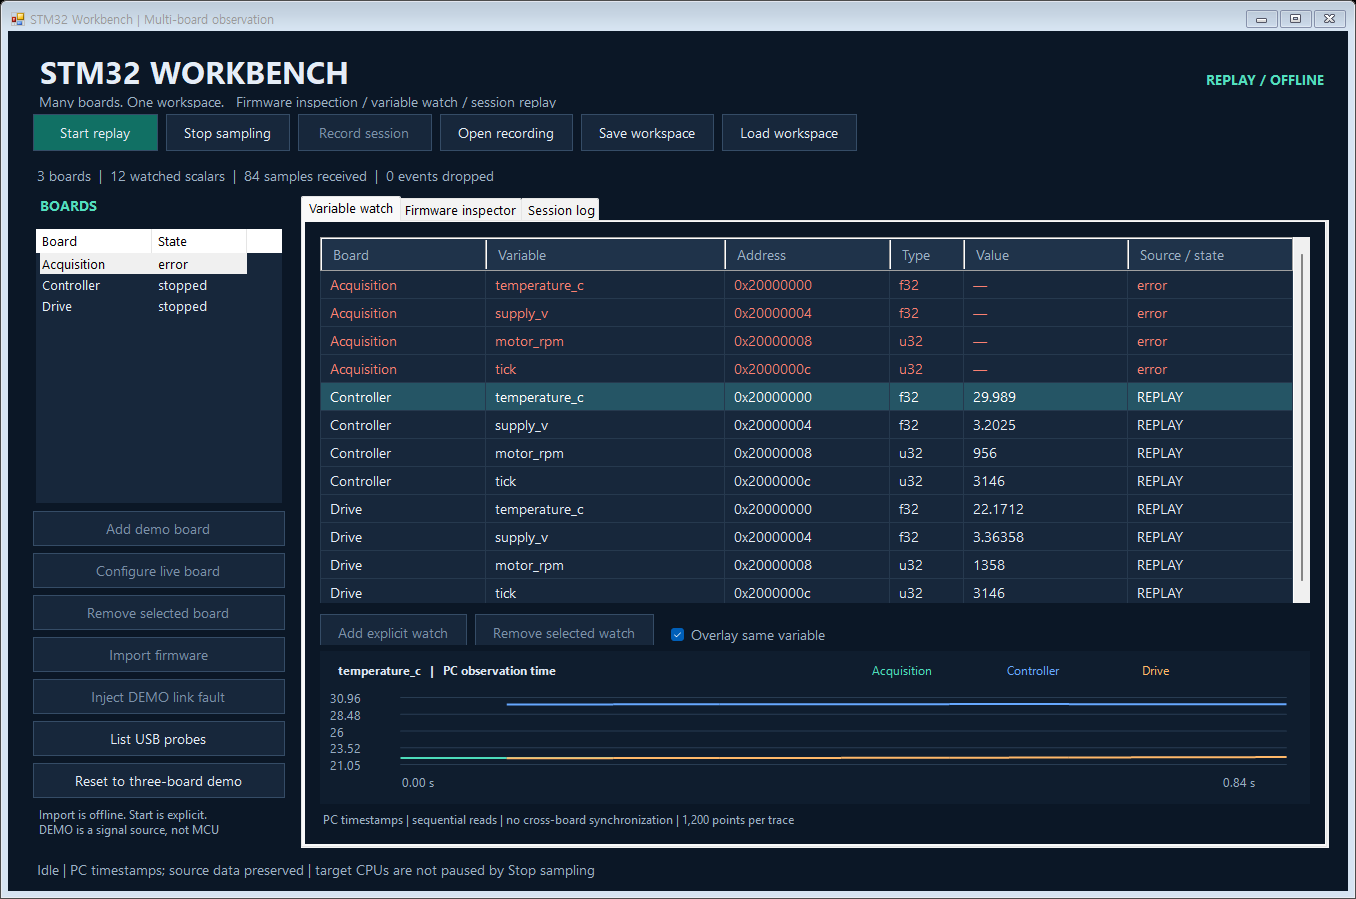 STM32 Workbench | Multi-board observation
STM32 WORKBENCH
REPLAY / OFFLINE
Many boards. One workspace.   Firmware inspection / variable watch / session replay
Start replay
Stop sampling
Record session
Open recording
Save workspace
Load workspace
3 boards  |  12 watched scalars  |  84 samples received  |  0 events dropped
BOARDS
Board State
Acquisition error
Controller stopped
Drive stopped
Add demo board
Configure live board
Remove selected board
Import firmware
Inject DEMO link fault
List USB probes
Reset to three-board demo
Import is offline. Start is explicit.
DEMO is a signal source, not MCU
Variable watch
Firmware inspector
Session log
Board Variable Address Type Value Source / state
Acquisition temperature_c 0x20000000 f32 — error
Acquisition supply_v 0x20000004 f32 — error
Acquisition motor_rpm 0x20000008 u32 — error
Acquisition tick 0x2000000c u32 — error
Controller temperature_c 0x20000000 f32 29.989 REPLAY
Controller supply_v 0x20000004 f32 3.2025 REPLAY
Controller motor_rpm 0x20000008 u32 956 REPLAY
Controller tick 0x2000000c u32 3146 REPLAY
Drive temperature_c 0x20000000 f32 22.1712 REPLAY
Drive supply_v 0x20000004 f32 3.36358 REPLAY
Drive motor_rpm 0x20000008 u32 1358 REPLAY
Drive tick 0x2000000c u32 3146 REPLAY
Add explicit watch
Remove selected watch
Overlay same variable
temperature_c  |  PC observation time
Acquisition
Controller
Drive
30.96
28.48
26
23.52
21.05
0.00 s
0.84 s
PC timestamps | sequential reads | no cross-board synchronization | 1,200 points per trace
Idle | PC timestamps; source data preserved | target CPUs are not paused by Stop sampling